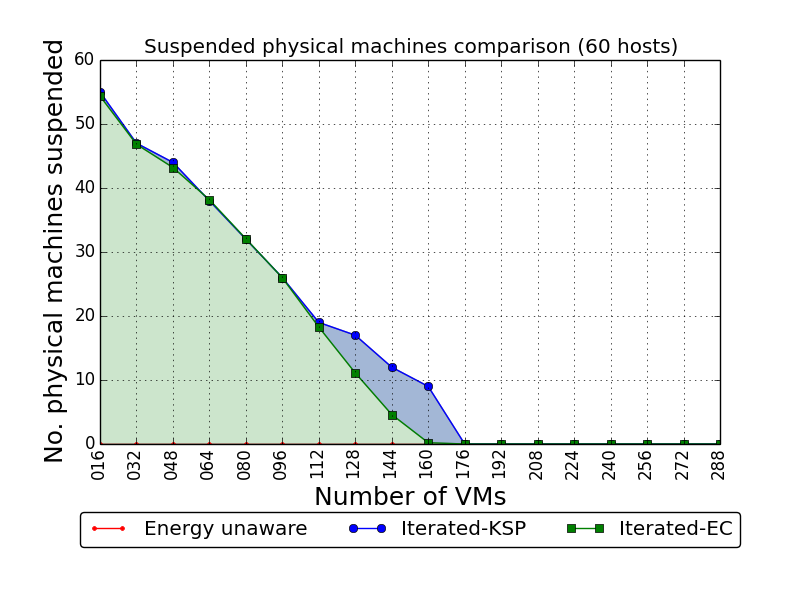 Suspended physical machines comparison (60 hosts)
No. physical machines suspended
60
50
40
30
20
10
0
016 032 048 064 080 096 112 128 144 160 176 192 208 224 240 256 272 288
Number of VMs
Energy unaware Iterated-KSP Iterated-EC